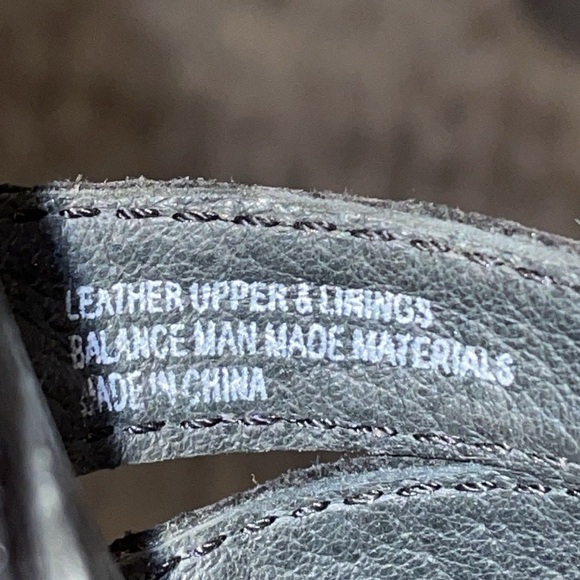 LEATHER UPPER & LININGS
BALANCE MAN MADE MATERIALS
MADE IN CHINA